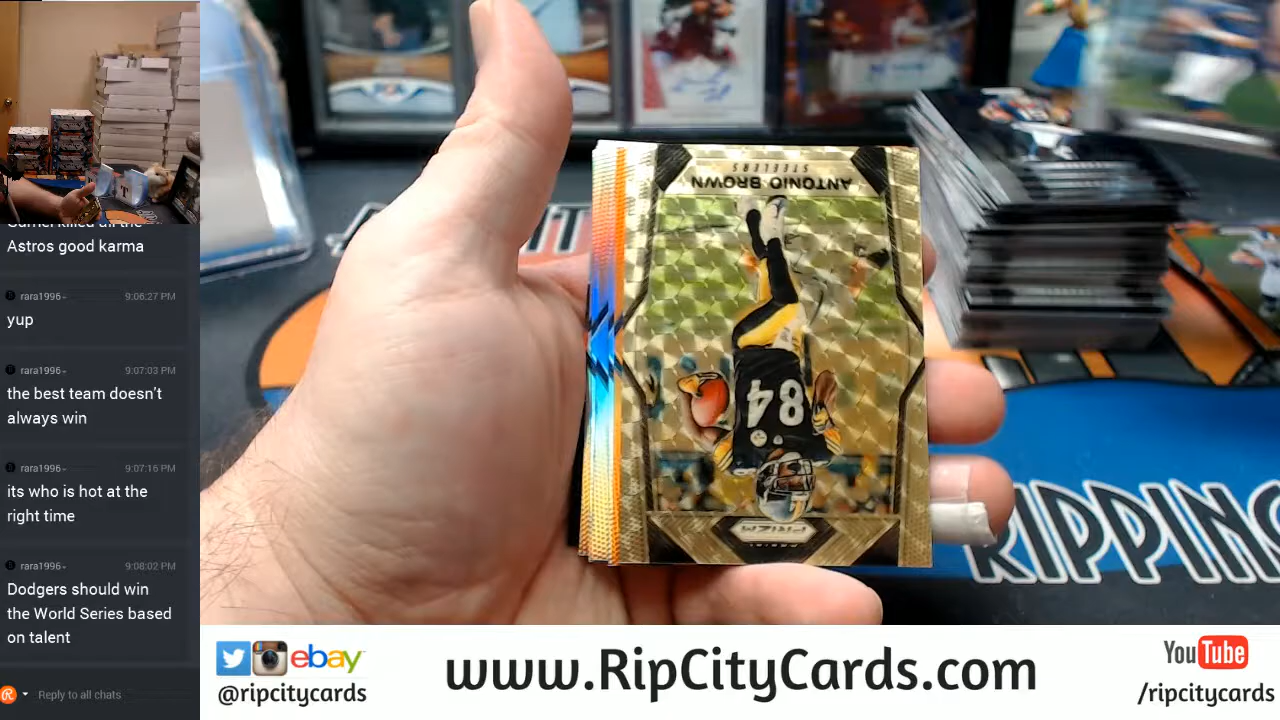 Astros good karma
rara1996
9:06:27 PM
yup
rara1996
9:07:03 PM
the best team doesn't
always win
rara1996
9:07:16 PM
its who is hot at the
right time
rara1996
9:08:02 PM
Dodgers should win
the World Series based
on talent
Reply to all chats
STEELERS
ANTONIO BROWN
84
PRIZM
RIPPING
ebay
@ripcitycards
www.RipCityCards.com
YouTube
/ripcitycards